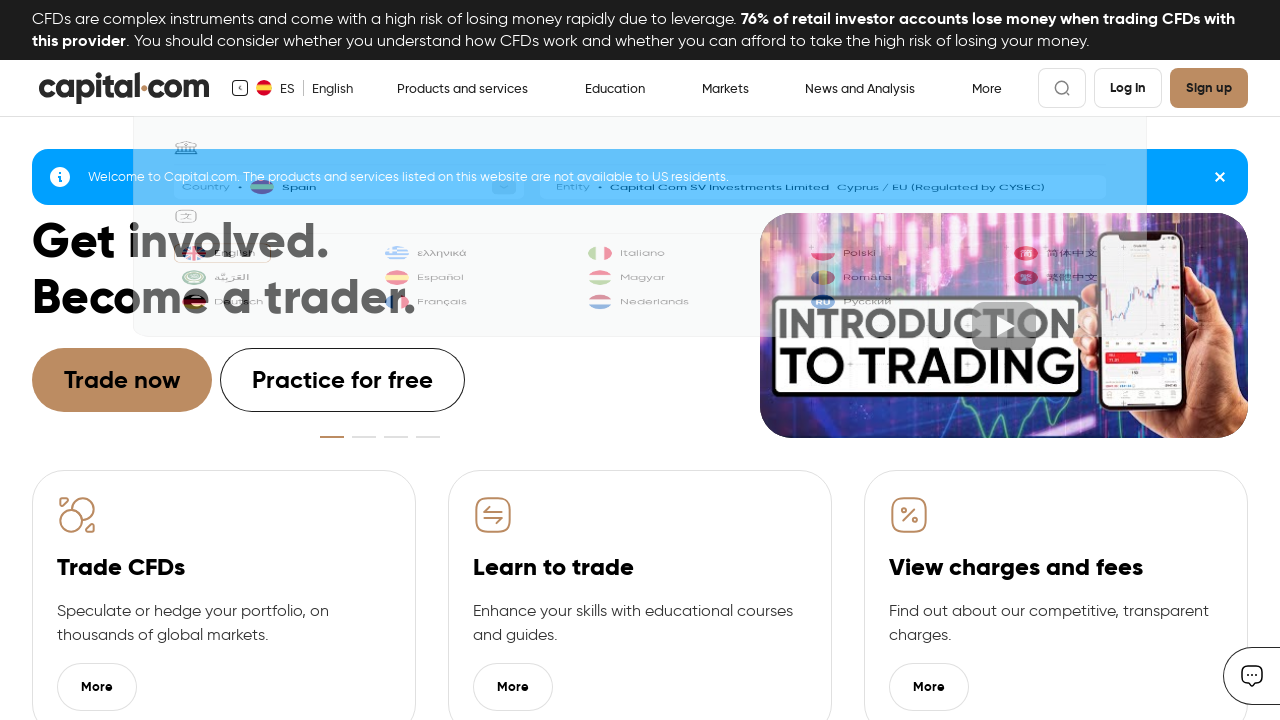 CFDs are complex instruments and come with a high risk of losing money rapidly due to leverage. 76% of retail investor accounts lose money when trading CFDs with
this provider. You should consider whether you understand how CFDs work and whether you can afford to take the high risk of losing your money.
capital.com ES English Products and services Education Markets News and Analysis More Log In Sign up
Welcome to Capital.com. The products and services listed on this website are not available to US residents.
Country • Spain Entity • Capital Com SV Investments Limited Cyprus / EU (Regulated by CYSEC)
English ελληνικά Italiano Polski 简体中文
العَرَبِيَّة Español Magyar Română 繁體中文
Deutsch Français Nederlands Русский
Get involved.
Become a trader.
INTRODUCTION
TO TRADING
Trade now Practice for free
Trade CFDs
Speculate or hedge your portfolio, on
thousands of global markets.
More
Learn to trade
Enhance your skills with educational courses
and guides.
More
View charges and fees
Find out about our competitive, transparent
charges.
More